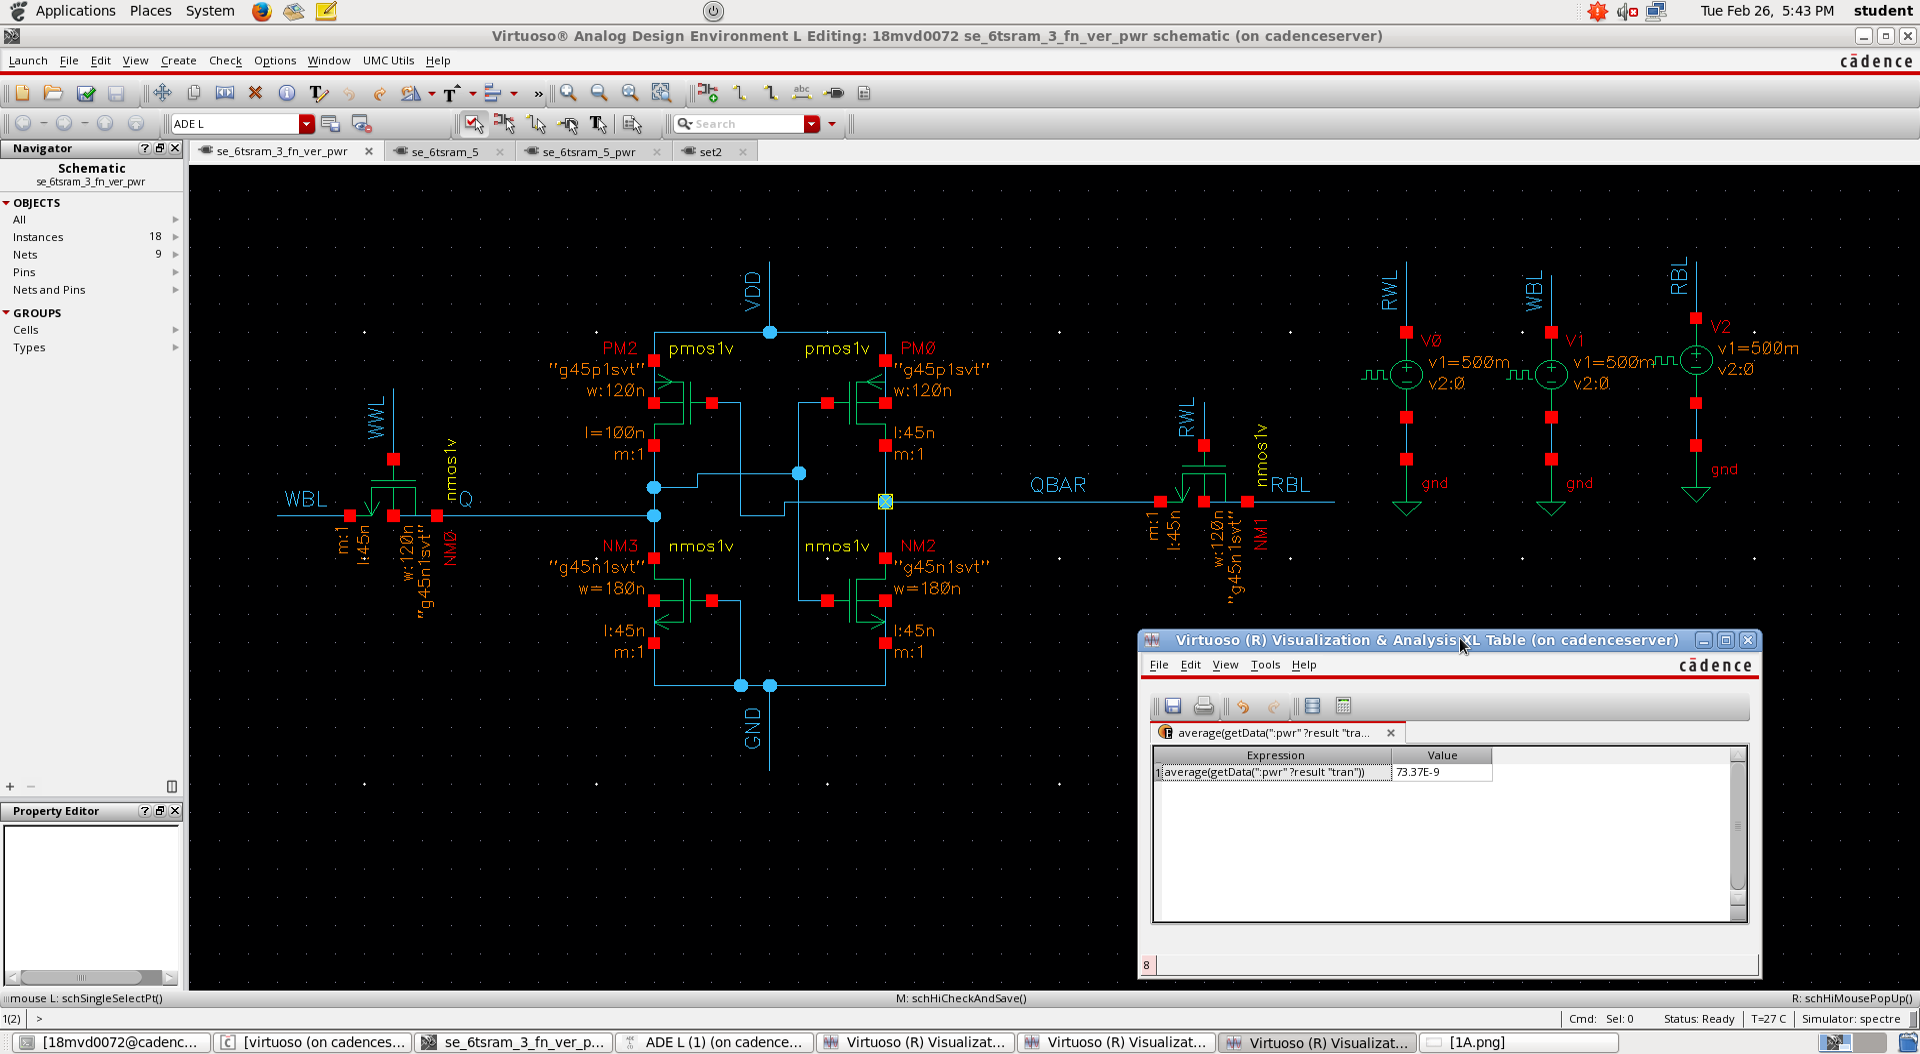 Applications Places System Tue Feb 26, 5:43 PM student
Virtuoso® Analog Design Environment L Editing: 18mvd0072 se_6tsram_3_fn_ver_pwr schematic (on cadenceserver)
Launch File Edit View Create Check Options Window UMC Utils Help cādence
abc
ADE L Search
Navigator ?
se_6tsram_3_fn_ver_pwr se_6tsram_5 se_6tsram_5_pwr set2
Schematic
se_6tsram_3_fn_ver_pwr
OBJECTS
All
Instances 18
Nets 9
Pins
Nets and Pins
GROUPS
Cells
Types
Property Editor ?
VDD
PM2 pmos1v
"g45p1svt"
w:120n
l=100n
m:1
pmos1v PM0
"g45p1svt"
w:120n
l:45n
m:1
WWL
nmos1v
WBL
Q
m:1
l:45n
w:120n
"g45n1svt"
NM0
NM3 nmos1v
"g45n1svt"
w=180n
l:45n
m:1
nmos1v NM2
"g45n1svt"
w=180n
l:45n
m:1
GND
QBAR
RWL
nmos1v
RBL
m:1
l:45n
w:120n
"g45n1svt"
NM1
RWL
V0
v1=500m
v2:0
gnd
WBL
V1
v1=500m
v2:0
gnd
RBL
V2
v1=500m
v2:0
gnd
Virtuoso (R) Visualization & Analysis XL Table (on cadenceserver)
File Edit View Tools Help cādence
average(getData(":pwr" ?result "tra...
Expression Value
1 average(getData(":pwr" ?result "tran")) 73.37E-9
8
mouse L: schSingleSelectPt() M: schHiCheckAndSave() R: schHiMousePopUp()
1(2) > Cmd: Sel: 0 Status: Ready T=27 C Simulator: spectre
[18mvd0072@cadenc... [virtuoso (on cadences... se_6tsram_3_fn_ver_p... ADE L (1) (on cadence... Virtuoso (R) Visualizat... Virtuoso (R) Visualizat... Virtuoso (R) Visualizat... [1A.png]